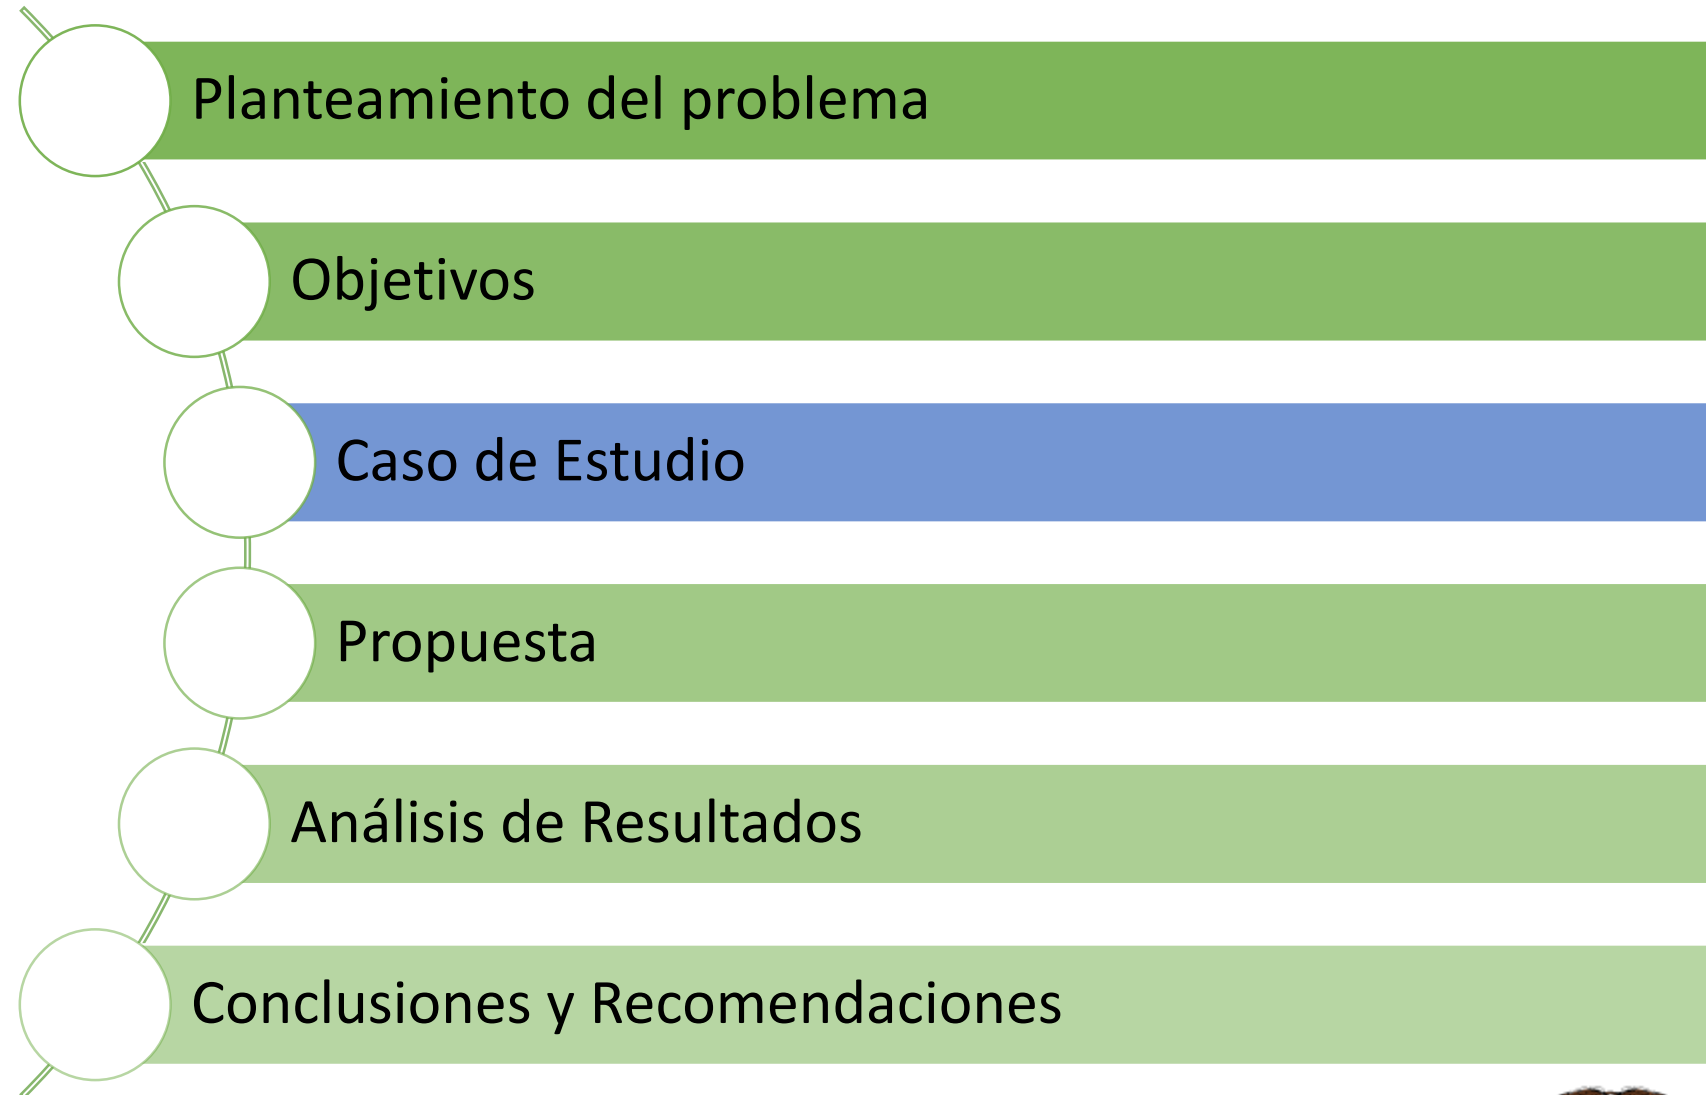 Planteamiento del problema
Objetivos
Caso de Estudio
Propuesta
Análisis de Resultados
Conclusiones y Recomendaciones